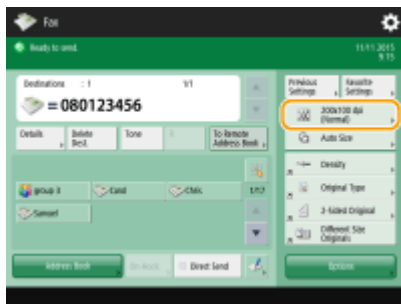 Fax
Ready to send.
11/11 2015
9:15
Destinations : 1
1/1
= 080123456
Details
Delete
Dest.
Tone
To Remote
Address Book
group 3
Carol
Chris
1/12
Samuel
Address Book
On-Hook
Direct Send
Previous
Settings
Favorite
Settings
200x100 dpi
(Normal)
Auto Size
Density
Original Type
2-Sided Original
Different Size
Originals
Options